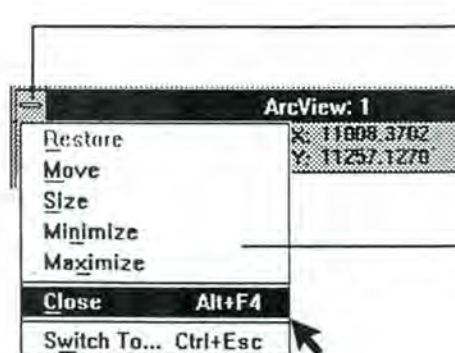 ArcView: 1
X: 11008.3702
Y: 11257.1270
Restore
Move
Size
Minimize
Maximize
Close Alt+F4
Switch To... Ctrl+Esc